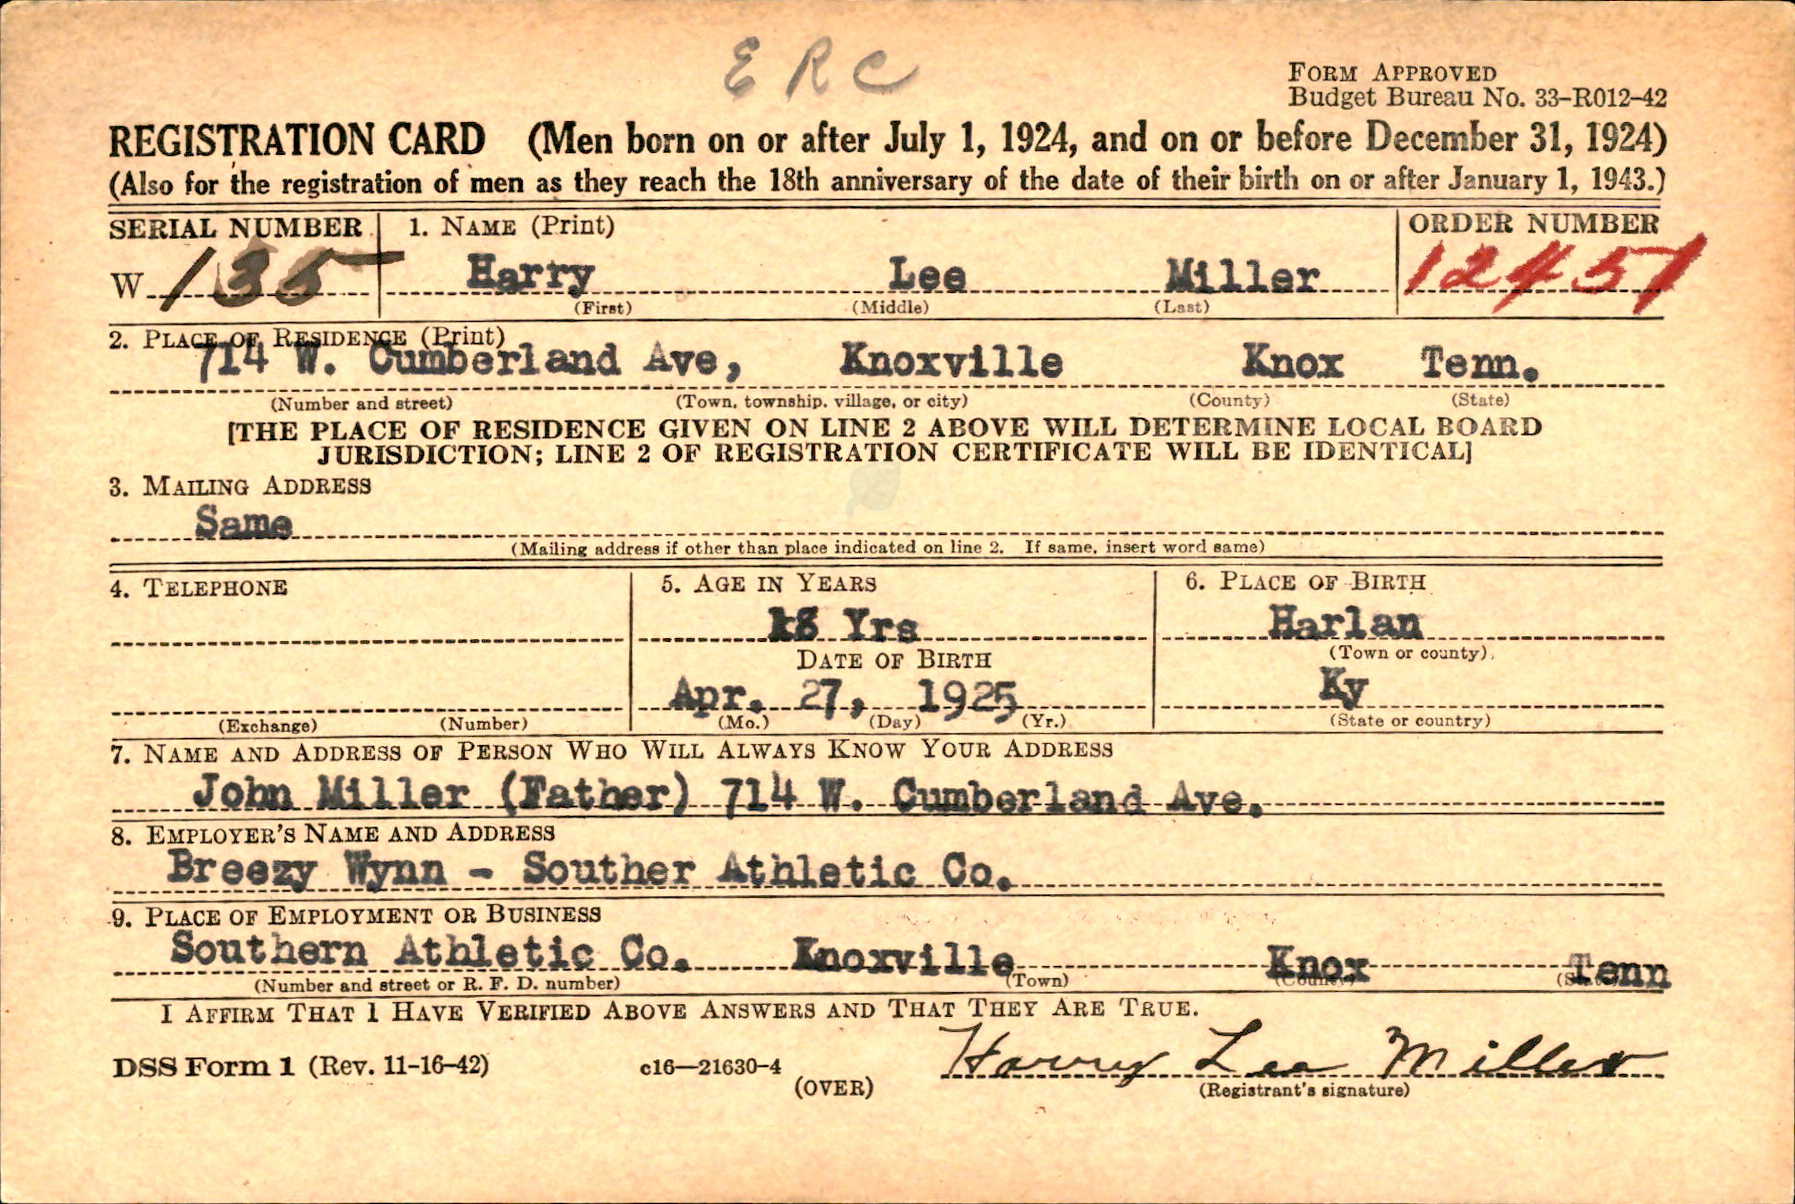 E R C
FORM APPROVED
Budget Bureau No. 33-R012-42
REGISTRATION CARD (Men born on or after July 1, 1924, and on or before December 31, 1924)
(Also for the registration of men as they reach the 18th anniversary of the date of their birth on or after January 1, 1943.)
SERIAL NUMBER 1. NAME (Print) ORDER NUMBER
W 135 Harry Lee Miller 12451
(First) (Middle) (Last)
2. PLACE OF RESIDENCE (Print)
714 W. Cumberland Ave, Knoxville Knox Tenn.
(Number and street) (Town, township, village, or city) (County) (State)
[THE PLACE OF RESIDENCE GIVEN ON LINE 2 ABOVE WILL DETERMINE LOCAL BOARD
JURISDICTION; LINE 2 OF REGISTRATION CERTIFICATE WILL BE IDENTICAL]
3. MAILING ADDRESS
Same
(Mailing address if other than place indicated on line 2. If same, insert word same)
4. TELEPHONE 5. AGE IN YEARS 6. PLACE OF BIRTH
18 Yrs Harlan
DATE OF BIRTH (Town or county)
Apr. 27, 1925 Ky
(Exchange) (Number) (Mo.) (Day) (Yr.) (State or country)
7. NAME AND ADDRESS OF PERSON WHO WILL ALWAYS KNOW YOUR ADDRESS
John Miller (Father) 714 W. Cumberland Ave.
8. EMPLOYER'S NAME AND ADDRESS
Breezy Wynn - Souther Athletic Co.
9. PLACE OF EMPLOYMENT OR BUSINESS
Southern Athletic Co. Knoxville Knox Tenn
(Number and street or R. F. D. number) (Town) (County) (State)
I AFFIRM THAT I HAVE VERIFIED ABOVE ANSWERS AND THAT THEY ARE TRUE.
DSS Form 1 (Rev. 11-16-42) c16—21630-4 Harry Lee Miller
(OVER) (Registrant's signature)